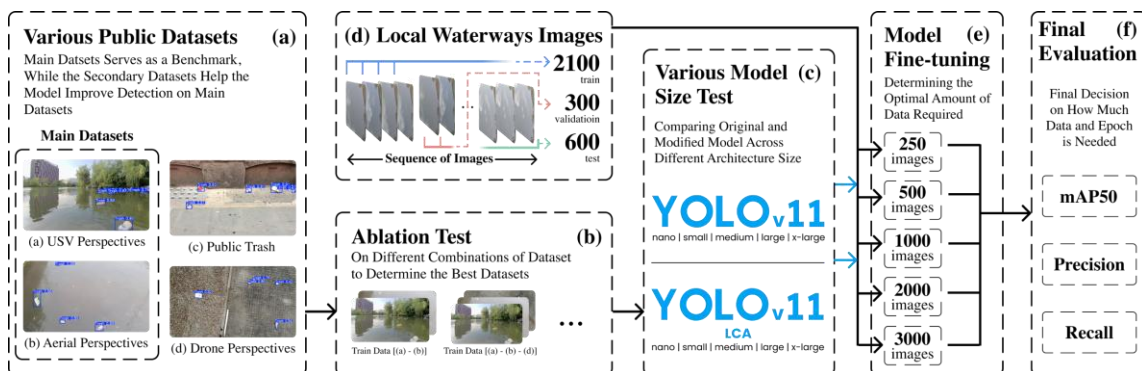 Various Public Datasets (a)
Main Datsets Serves as a Benchmark,
While the Secondary Datasets Help the
Model Improve Detection on Main
Datasets
Main Datasets
(a) USV Perspectives
(c) Public Trash
(b) Aerial Perspectives
(d) Drone Perspectives
(d) Local Waterways Images
2100
train
300
validatioin
600
test
...
Sequence of Images
Ablation Test (b)
On Different Combinations of Dataset
to Determine the Best Datasets
Train Data [(a) - (b)]
Train Data [(a) - (b) - (d)]
...
Various Model (c)
Size Test
Comparing Original and
Modified Model Across
Different Architecture Size
YOLOv11
nano | small | medium | large | x-large
YOLOv11
LCA
nano | small | medium | large | x-large
Model (e)
Fine-tuning
Determining the
Optimal Amount of
Data Required
250
images
500
images
1000
images
2000
images
3000
images
Final (f)
Evaluation
Final Decision
on How Much
Data and Epoch
is Needed
mAP50
Precision
Recall